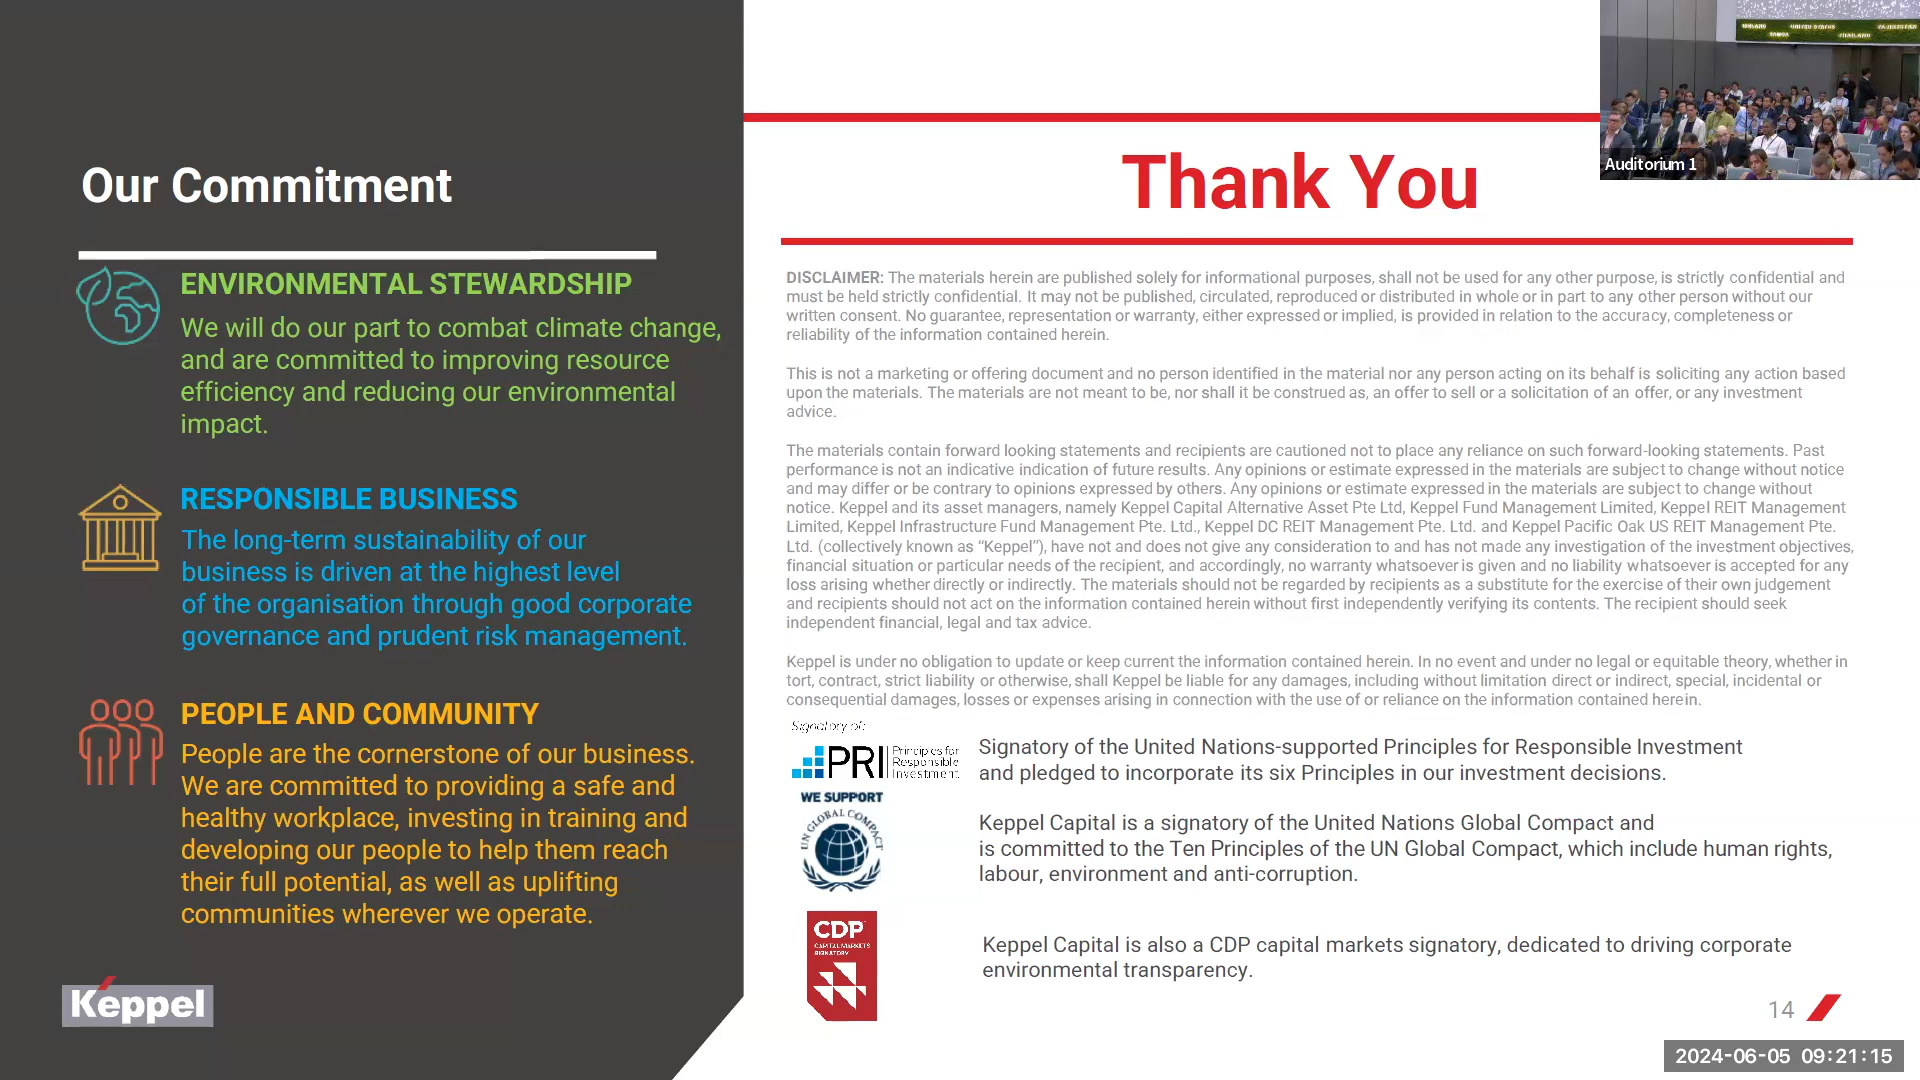 Our Commitment
ENVIRONMENTAL STEWARDSHIP
We will do our part to combat climate change,
and are committed to improving resource
efficiency and reducing our environmental
impact.
RESPONSIBLE BUSINESS
The long-term sustainability of our
business is driven at the highest level
of the organisation through good corporate
governance and prudent risk management.
PEOPLE AND COMMUNITY
People are the cornerstone of our business.
We are committed to providing a safe and
healthy workplace, investing in training and
developing our people to help them reach
their full potential, as well as uplifting
communities wherever we operate.
Keppel
Thank You
DISCLAIMER: The materials herein are published solely for informational purposes, shall not be used for any other purpose, is strictly confidential and
must be held strictly confidential. It may not be published, circulated, reproduced or distributed in whole or in part to any other person without our
written consent. No guarantee, representation or warranty, either expressed or implied, is provided in relation to the accuracy, completeness or
reliability of the information contained herein.
This is not a marketing or offering document and no person identified in the material nor any person acting on its behalf is soliciting any action based
upon the materials. The materials are not meant to be, nor shall it be construed as, an offer to sell or a solicitation of an offer, or any investment
advice.
The materials contain forward looking statements and recipients are cautioned not to place any reliance on such forward-looking statements. Past
performance is not an indicative indication of future results. Any opinions or estimate expressed in the materials are subject to change without notice
and may differ or be contrary to opinions expressed by others. Any opinions or estimate expressed in the materials are subject to change without
notice. Keppel and its asset managers, namely Keppel Capital Alternative Asset Pte Ltd, Keppel Fund Management Limited, Keppel REIT Management
Limited, Keppel Infrastructure Fund Management Pte. Ltd., Keppel DC REIT Management Pte. Ltd. and Keppel Pacific Oak US REIT Management Pte.
Ltd. (collectively known as “Keppel”), have not and does not give any consideration to and has not made any investigation of the investment objectives,
financial situation or particular needs of the recipient, and accordingly, no warranty whatsoever is given and no liability whatsoever is accepted for any
loss arising whether directly or indirectly. The materials should not be regarded by recipients as a substitute for the exercise of their own judgement
and recipients should not act on the information contained herein without first independently verifying its contents. The recipient should seek
independent financial, legal and tax advice.
Keppel is under no obligation to update or keep current the information contained herein. In no event and under no legal or equitable theory, whether in
tort, contract, strict liability or otherwise, shall Keppel be liable for any damages, including without limitation direct or indirect, special, incidental or
consequential damages, losses or expenses arising in connection with the use of or reliance on the information contained herein.
Signatory of:
PRI Principles for
Responsible
Investment
Signatory of the United Nations-supported Principles for Responsible Investment
and pledged to incorporate its six Principles in our investment decisions.
WE SUPPORT
UN GLOBAL COMPACT
Keppel Capital is a signatory of the United Nations Global Compact and
is committed to the Ten Principles of the UN Global Compact, which include human rights,
labour, environment and anti-corruption.
CDP
CAPITAL MARKETS
SIGNATORY
Keppel Capital is also a CDP capital markets signatory, dedicated to driving corporate
environmental transparency.
14
UNITED STATES
SAMOA
THAILAND
Auditorium 1
2024-06-05 09:21:15